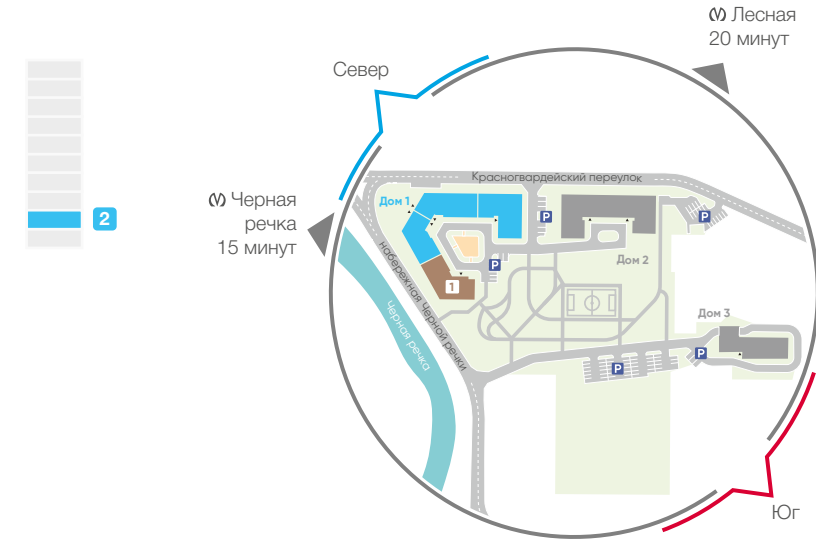 Лесная
20 минут
Север
Красногвардейский переулок
Черная
речка
15 минут
Дом 1
P
P
P
2
Дом 2
P
набережная Черной речки
1
Черная речка
Дом 3
P
P
Юг